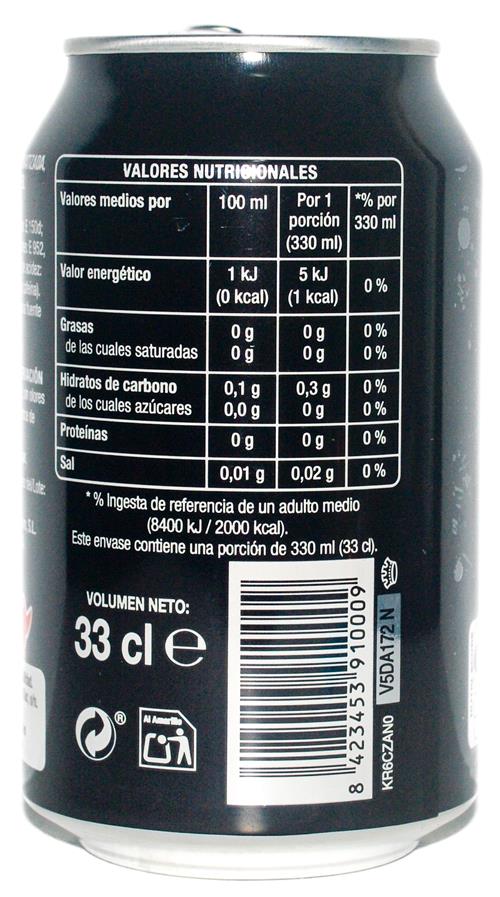 VALORES NUTRICIONALES
Valores medios por 100 ml Por 1 porción (330 ml) *% por 330 ml
Valor energético 1 kJ (0 kcal) 5 kJ (1 kcal) 0%
Grasas 0 g 0 g 0%
de las cuales saturadas 0 g 0 g 0%
Hidratos de carbono 0,1 g 0,3 g 0%
de los cuales azúcares 0,0 g 0 g 0%
Proteínas 0 g 0 g 0%
Sal 0,01 g 0,02 g 0%
*% Ingesta de referencia de un adulto medio
(8400 kJ / 2000 kcal).
Este envase contiene una porción de 330 ml (33 cl).
VOLUMEN NETO:
33 cl e
®
Al Amarillo
8 423453 910009
KR6CZAN0 V5DA172 N
E 150d;
E 952,
S.L.